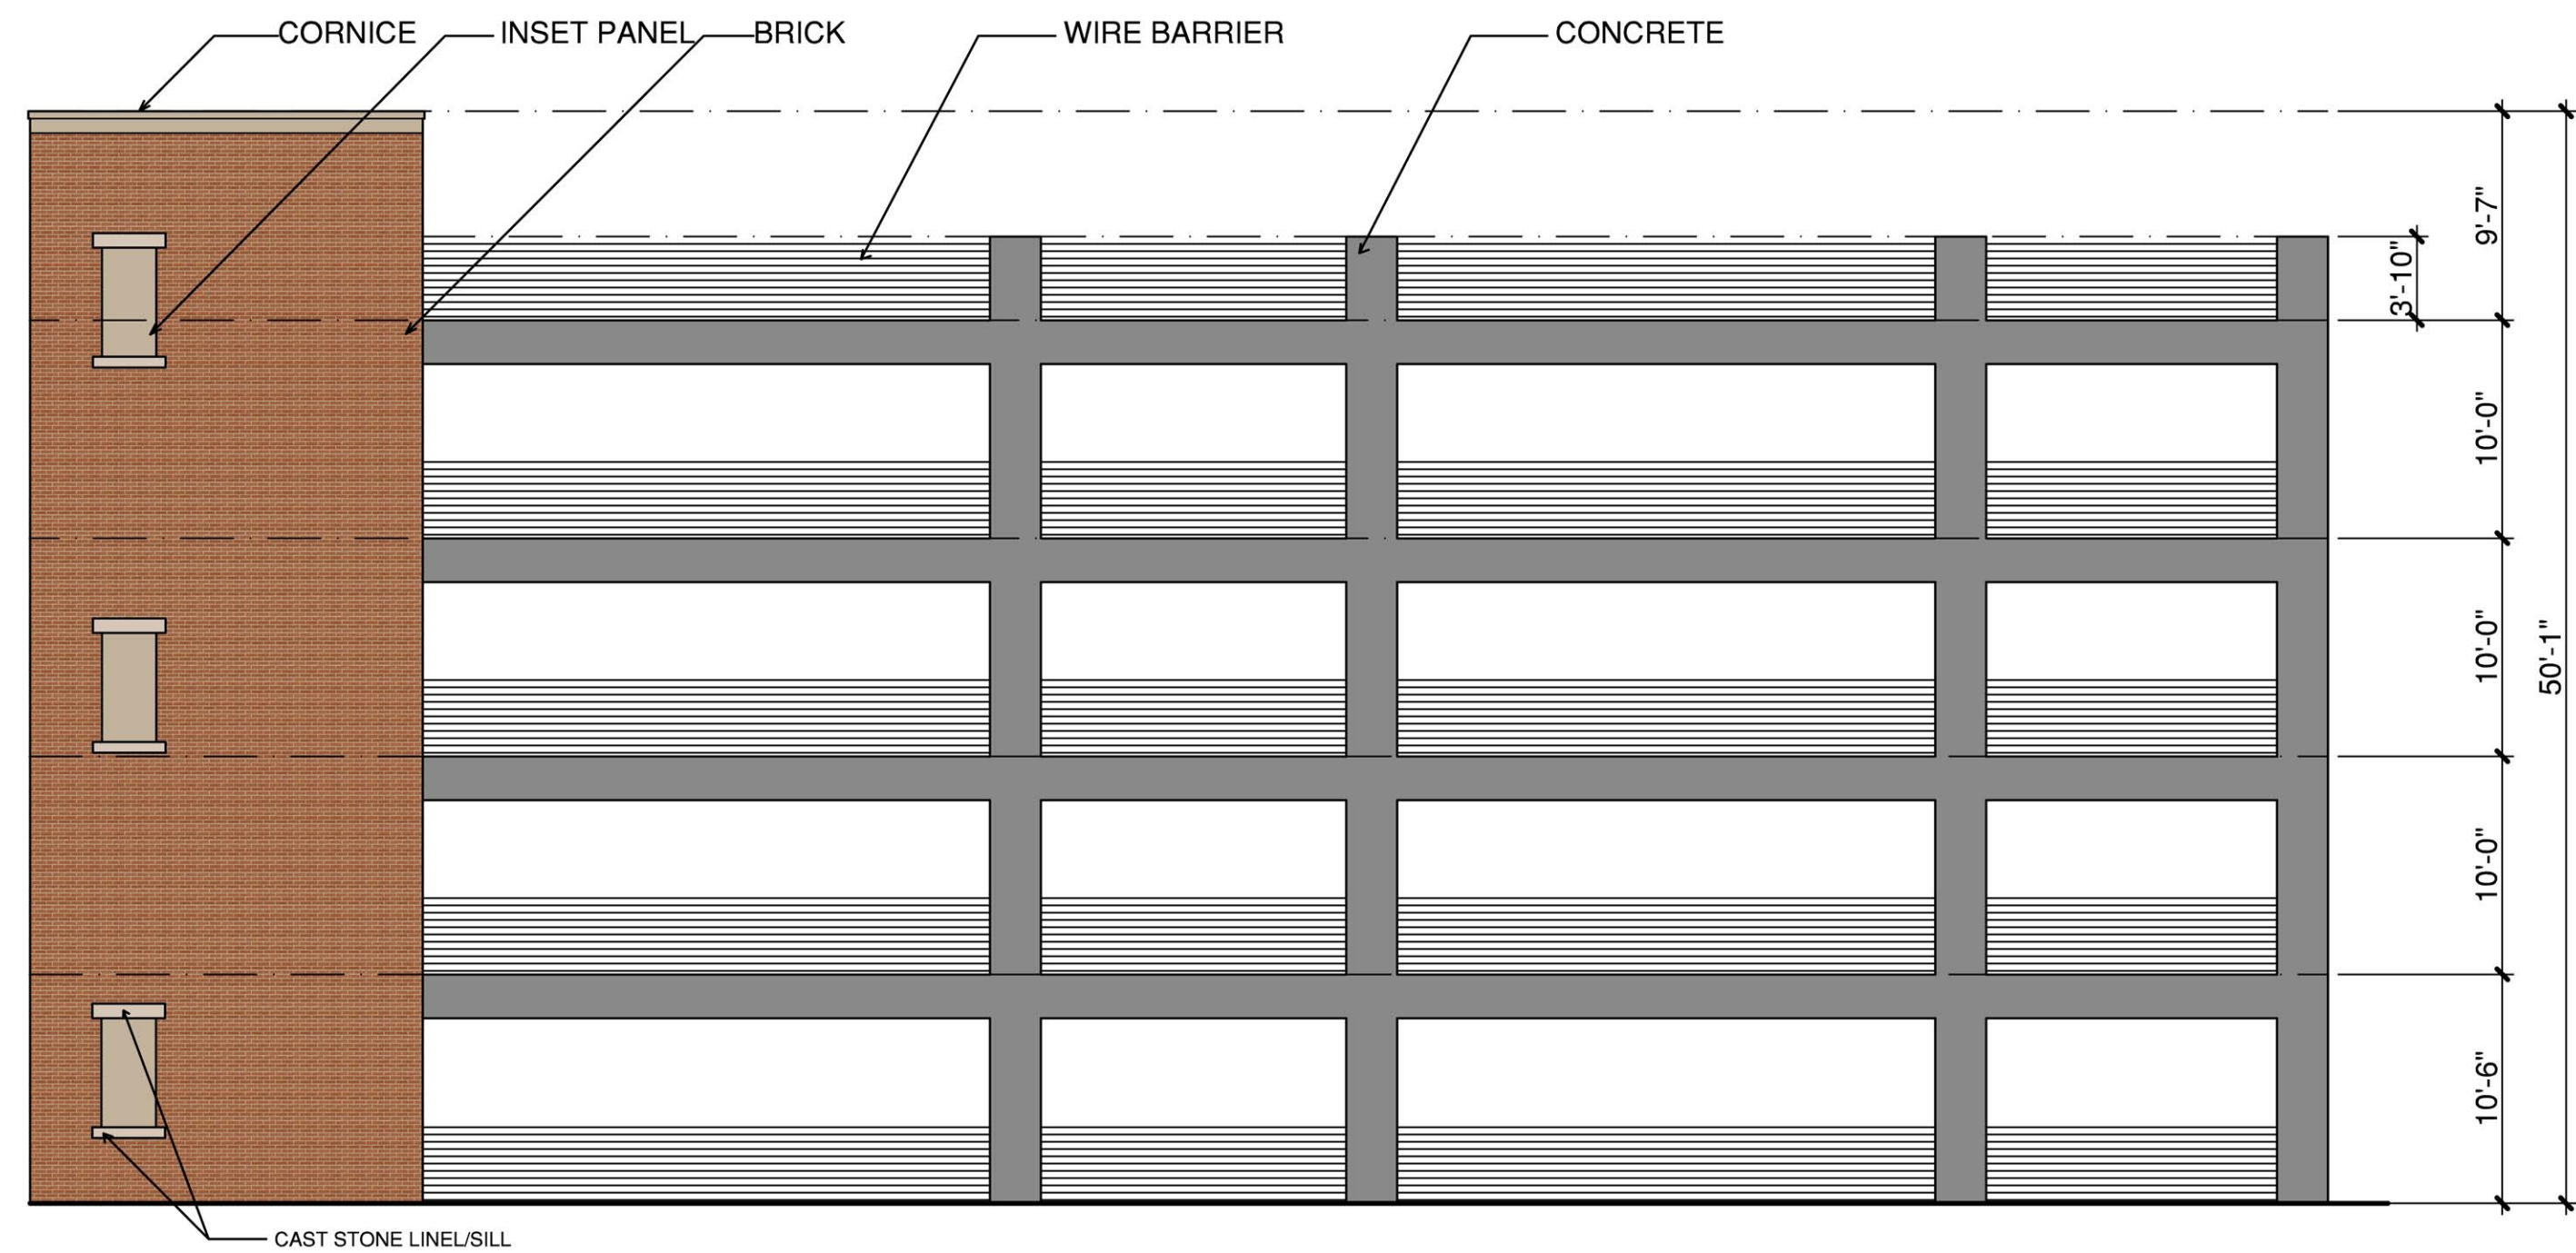 CORNICE
INSET PANEL
BRICK
WIRE BARRIER
CONCRETE
9'-7"
3'-10"
10'-0"
10'-0"
50'-1"
10'-0"
10'-6"
CAST STONE LINEL/SILL